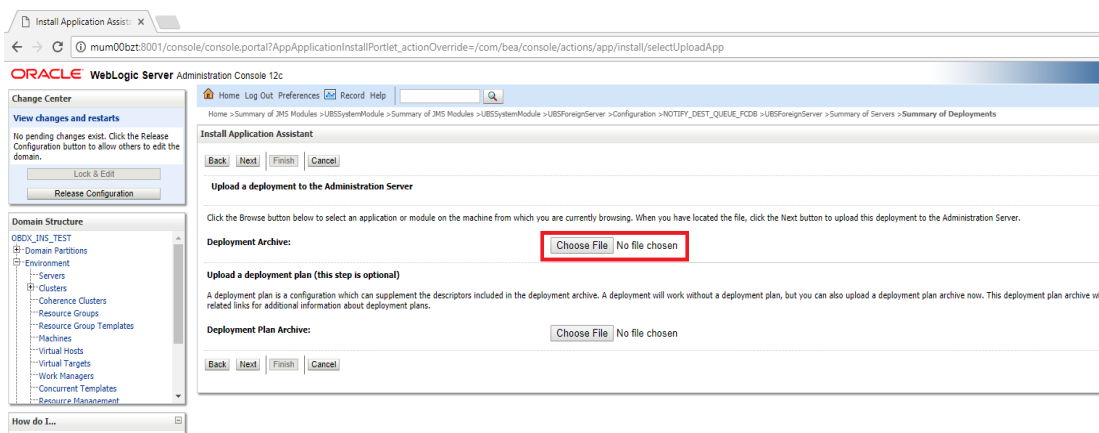 Install Application Assist
mum00bzt:8001/console/console.portal?AppApplicationInstallPortlet_actionOverride=/com/bea/console/actions/app/install/selectUploadApp
ORACLE WebLogic Server Administration Console 12c
Change Center
View changes and restarts
No pending changes exist. Click the Release
Configuration button to allow others to edit the
domain.
Lock & Edit
Release Configuration
Domain Structure
OBDX_INS_TEST
Domain Partitions
Environment
Servers
Clusters
Coherence Clusters
Resource Groups
Resource Group Templates
Machines
Virtual Hosts
Virtual Targets
Work Managers
Concurrent Templates
Resource Management
How do I...
Home Log Out Preferences Record Help
Home >Summary of JMS Modules >UBSSystemModule >Summary of JMS Modules >UBSSystemModule >UBSForeignServer >Configuration >NOTIFY_DEST_QUEUE_FCDB >UBSForeignServer >Summary of Servers >Summary of Deployments
Install Application Assistant
Back Next Finish Cancel
Upload a deployment to the Administration Server
Click the Browse button below to select an application or module on the machine from which you are currently browsing. When you have located the file, click the Next button to upload this deployment to the Administration Server.
Deployment Archive: Choose File No file chosen
Upload a deployment plan (this step is optional)
A deployment plan is a configuration which can supplement the descriptors included in the deployment archive. A deployment will work without a deployment plan, but you can also upload a deployment plan archive now. This deployment plan archive wi
related links for additional information about deployment plans.
Deployment Plan Archive: Choose File No file chosen
Back Next Finish Cancel